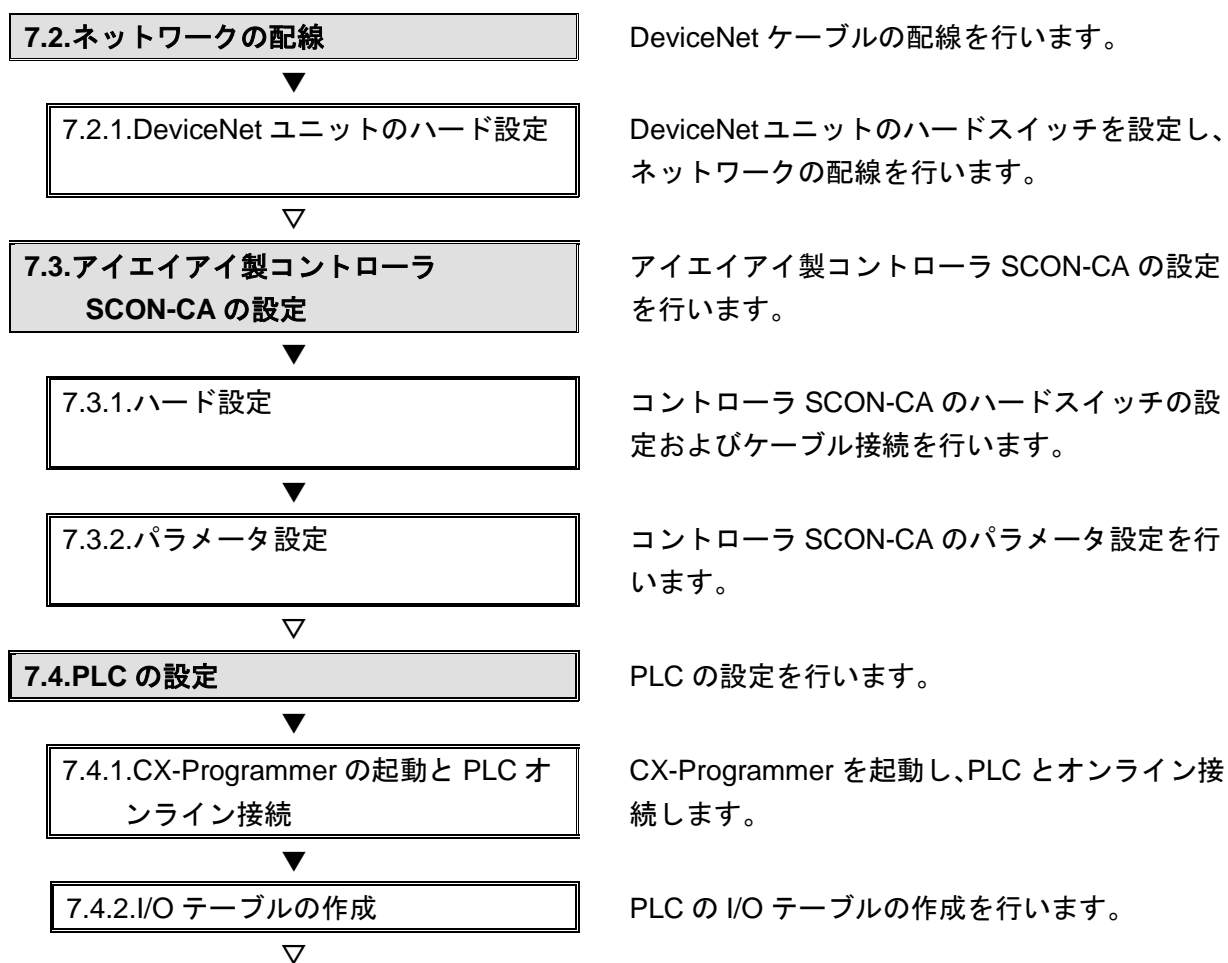 7.2.ネットワークの配線
DeviceNet ケーブルの配線を行います。
▼
7.2.1.DeviceNet ユニットのハード設定
DeviceNet ユニットのハードスイッチを設定し、
ネットワークの配線を行います。
▽
7.3.アイエイアイ製コントローラ
SCON-CA の設定
アイエイアイ製コントローラ SCON-CA の設定
を行います。
▼
7.3.1.ハード設定
コントローラ SCON-CA のハードスイッチの設
定およびケーブル接続を行います。
▼
7.3.2.パラメータ設定
コントローラ SCON-CA のパラメータ設定を行
います。
▽
7.4.PLC の設定
PLC の設定を行います。
▼
7.4.1.CX-Programmer の起動と PLC オ
ンライン接続
CX-Programmer を起動し、PLC とオンライン接
続します。
▼
7.4.2.I/O テーブルの作成
PLC の I/O テーブルの作成を行います。
▽